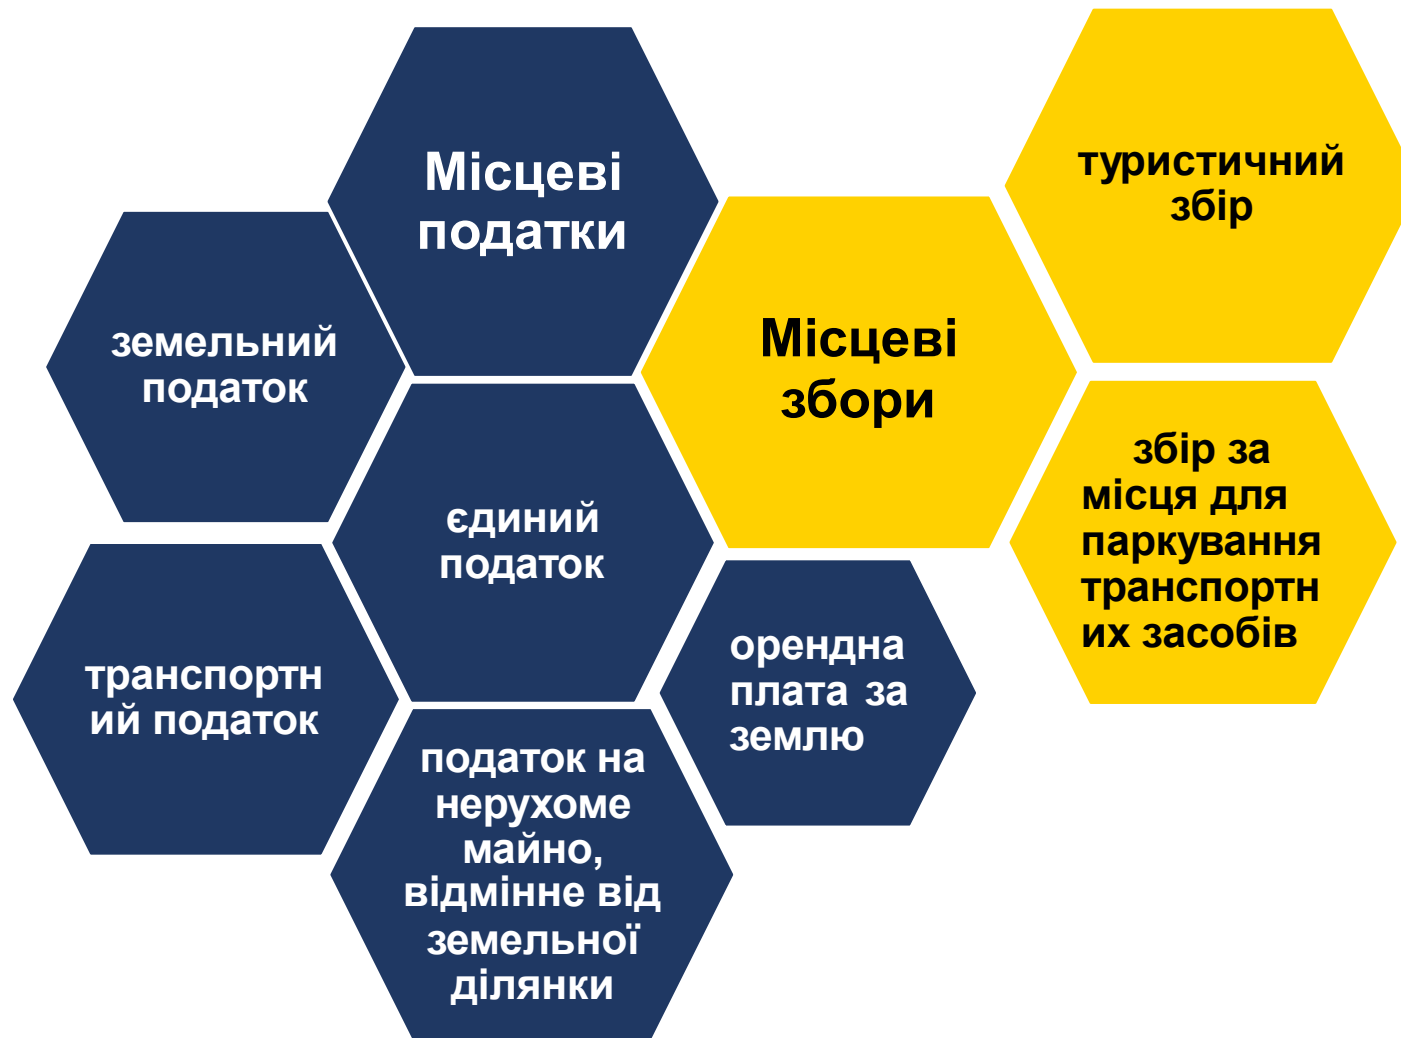 Місцеві
податки
земельний
податок
єдиний
податок
транспортн
ий податок
податок на
нерухоме
майно,
відмінне від
земельної
ділянки
орендна
плата за
землю
Місцеві
збори
туристичний
збір
збір за
місця для
паркування
транспортн
их засобів